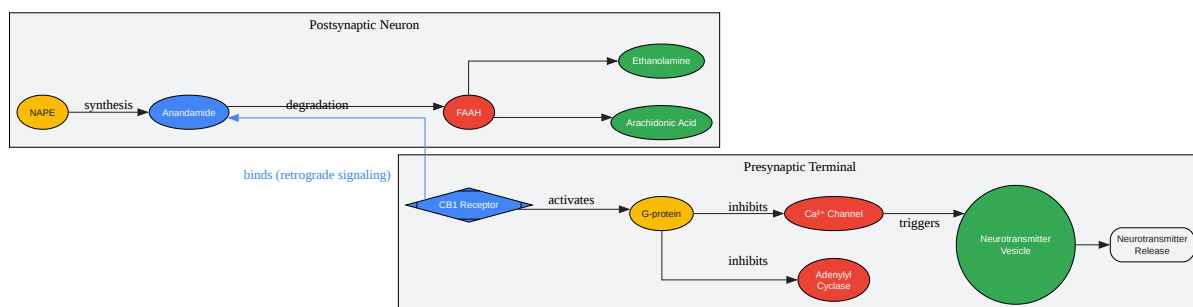 Postsynaptic Neuron
Ethanolamine
NAPE
synthesis
Anandamide
degradation
FAAH
Arachidonic Acid
binds (retrograde signaling)
Presynaptic Terminal
CB1 Receptor
activates
G-protein
inhibits
Ca²⁺ Channel
triggers
Neurotransmitter
Vesicle
Neurotransmitter
Release
inhibits
Adenylyl
Cyclase